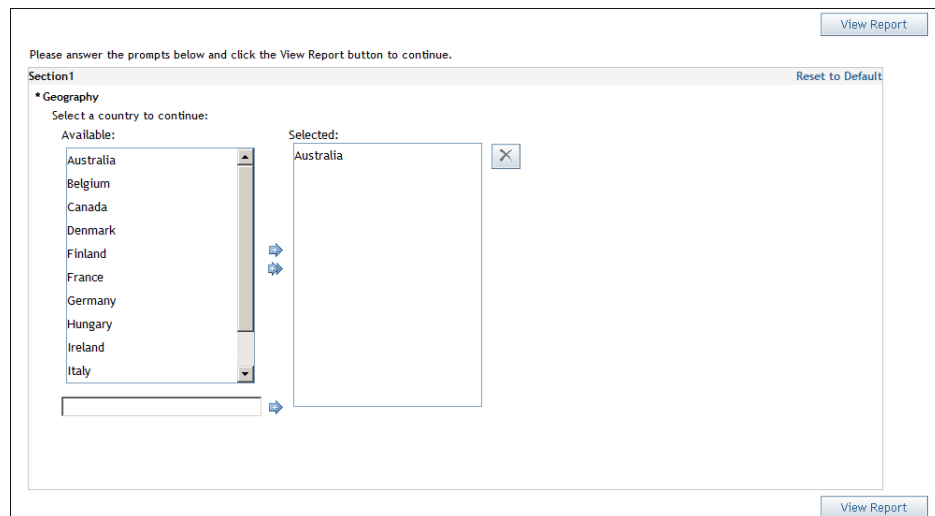 View Report
Please answer the prompts below and click the View Report button to continue.
Section1 Reset to Default
* Geography
Select a country to continue:
Available: Selected:
Australia Australia
Belgium
Canada
Denmark
Finland
France
Germany
Hungary
Ireland
Italy
View Report